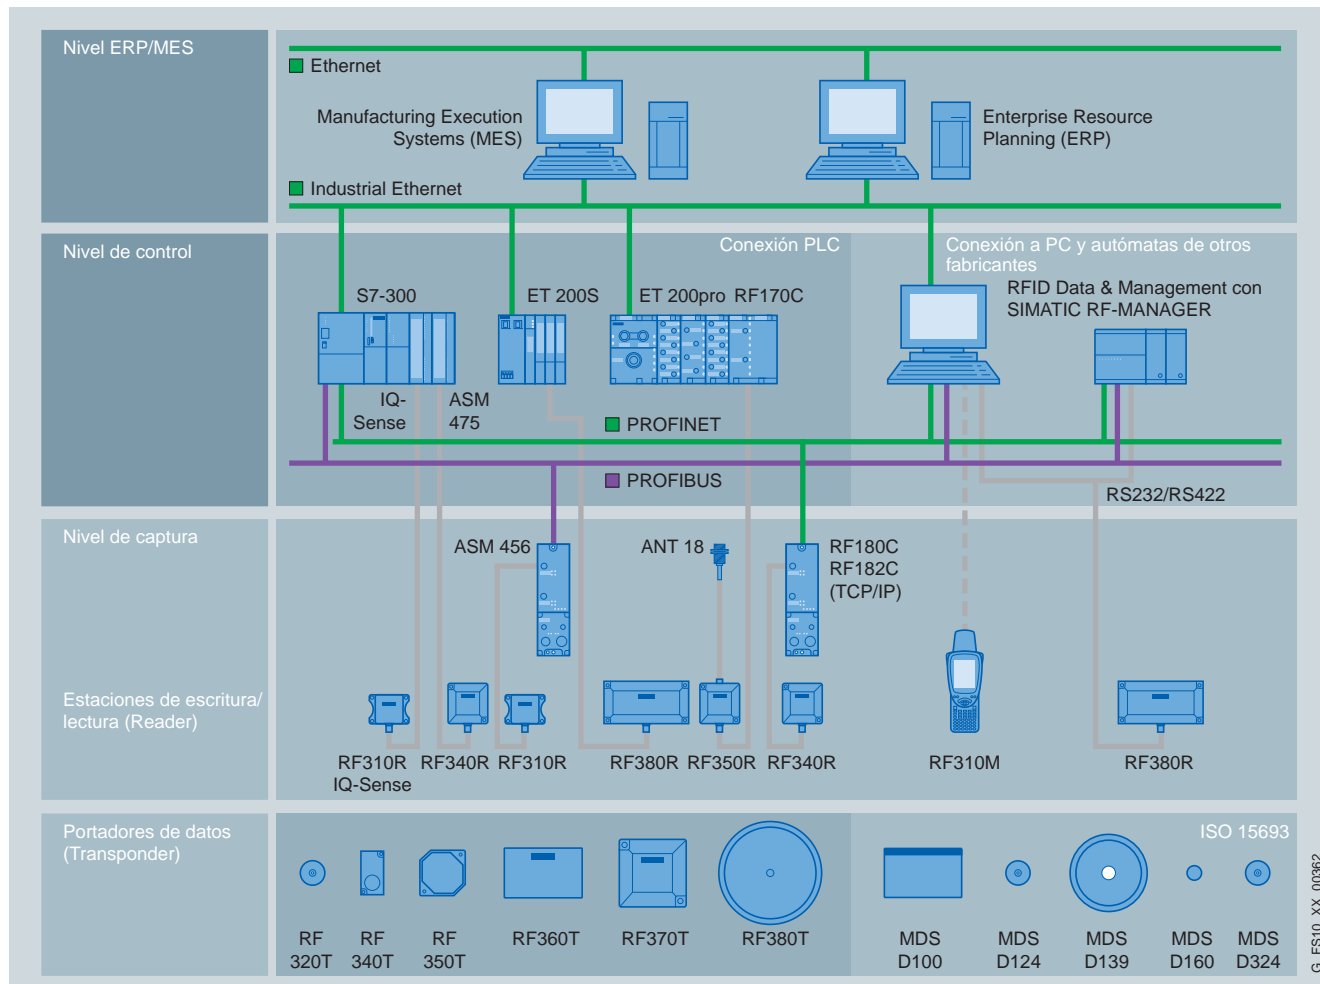 Nivel ERP/MES
Ethernet
Manufacturing Execution
Systems (MES)
Enterprise Resource
Planning (ERP)
Industrial Ethernet
Nivel de control
Conexión PLC
Conexión a PC y autómatas de otros
fabricantes
S7-300
ET 200S
ET 200pro
RF170C
RFID Data & Management con
SIMATIC RF-MANAGER
IQ-
Sense
ASM
475
PROFINET
PROFIBUS
RS232/RS422
Nivel de captura
ASM 456
ANT 18
RF180C
RF182C
(TCP/IP)
Estaciones de escritura/
lectura (Reader)
RF310R
IQ-Sense
RF340R
RF310R
RF380R
RF350R
RF340R
RF310M
RF380R
Portadores de datos
(Transponder)
ISO 15693
RF
320T
RF
340T
RF
350T
RF360T
RF370T
RF380T
MDS
D100
MDS
D124
MDS
D139
MDS
D160
MDS
D324
G_FS10_XX_00362